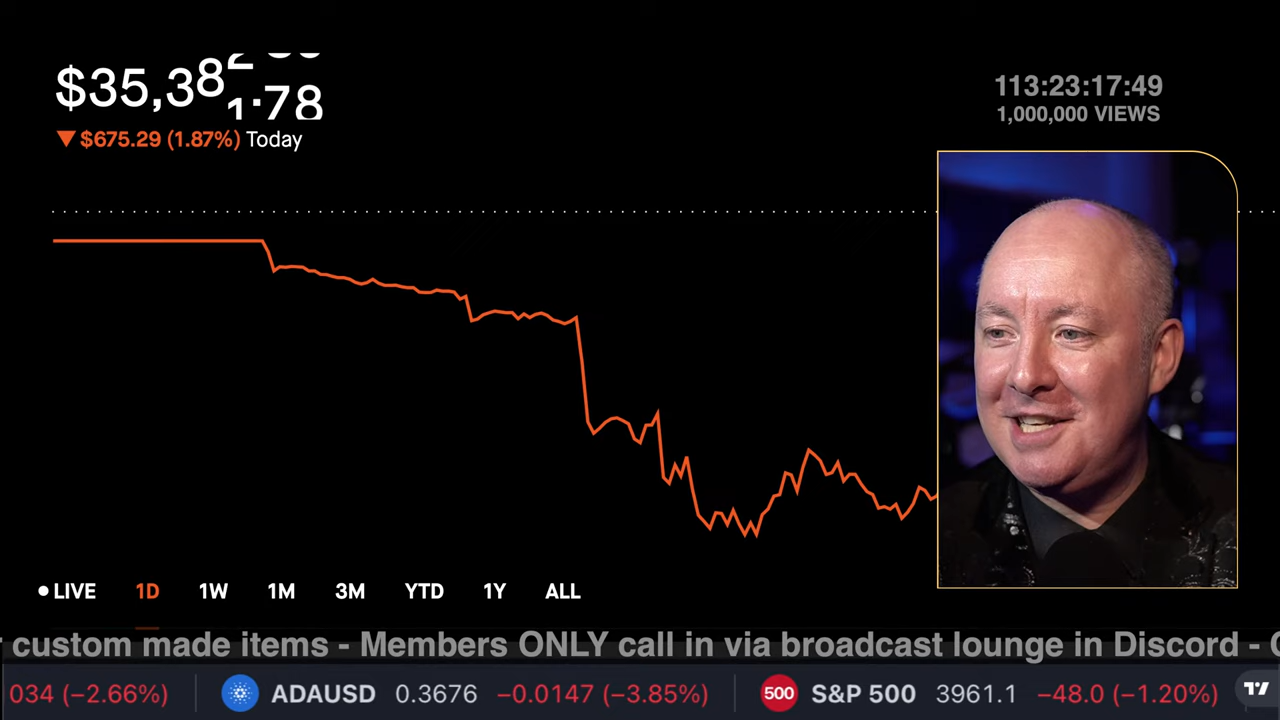 $35,38
1.78
▼ $675.29 (1.87%) Today
113:23:17:49
1,000,000 VIEWS
LIVE 1D 1W 1M 3M YTD 1Y ALL
custom made items - Members ONLY call in via broadcast lounge in Discord -
034 (−2.66%) ADAUSD 0.3676 −0.0147 (−3.85%) 500 S&P 500 3961.1 −48.0 (−1.20%)